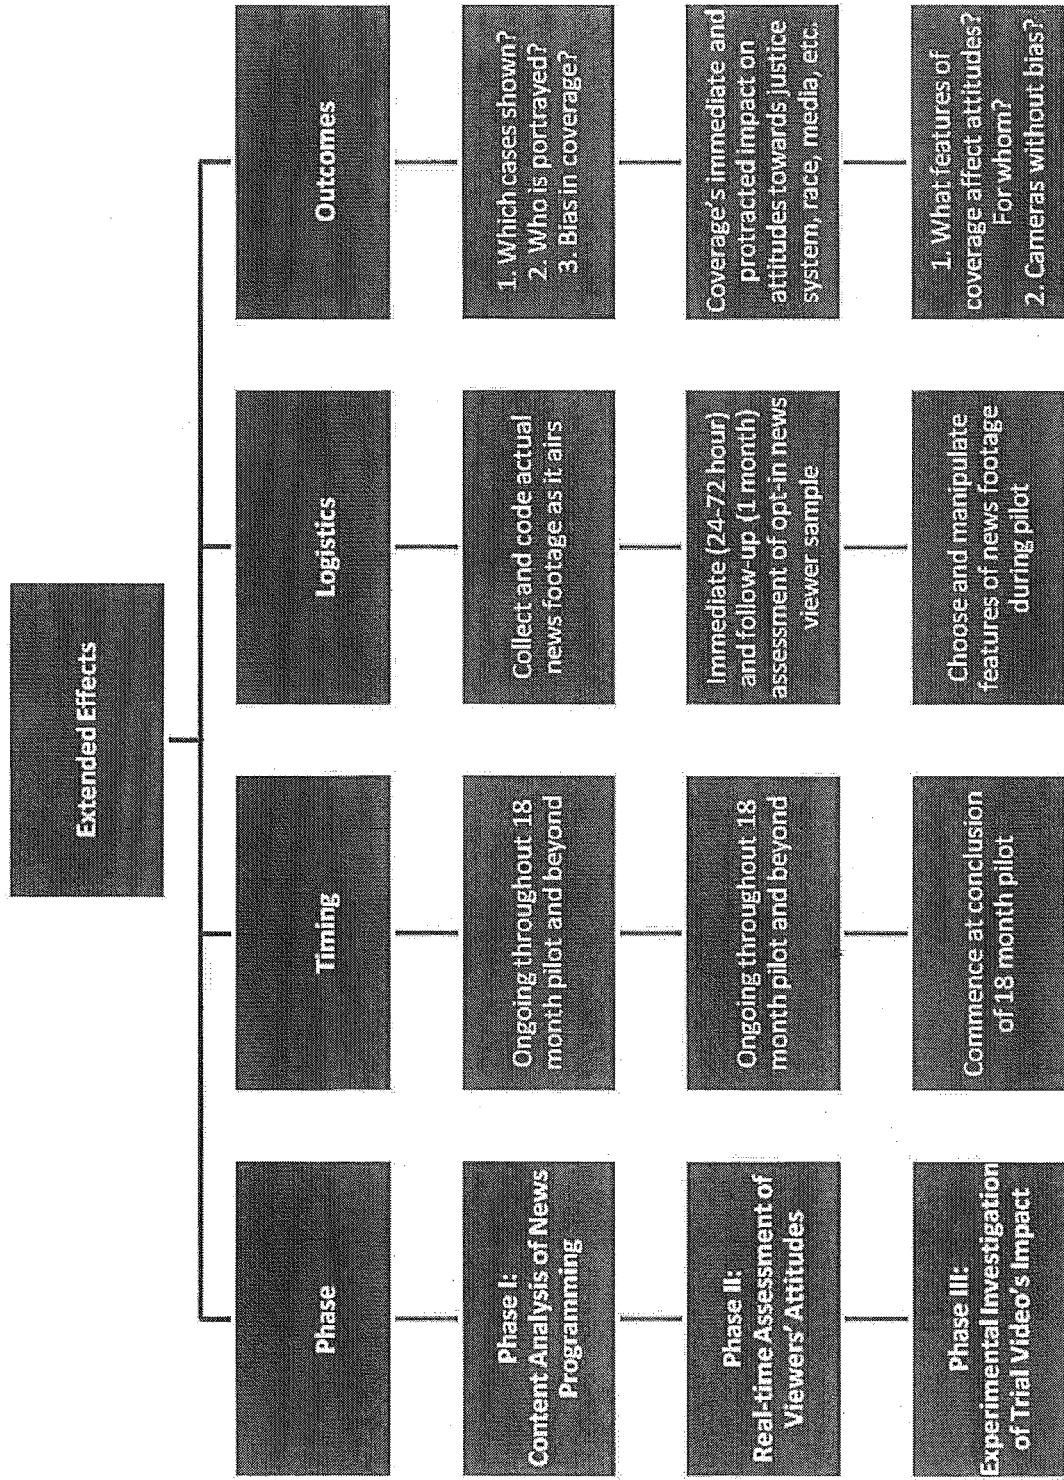 Extended Effects
Phase
Timing
Logistics
Outcomes
Phase I:
Content Analysis of News
Programming
Ongoing throughout 18
month pilot and beyond
Collect and code actual
news footage as it airs
1. Which cases shown?
2. Who is portrayed?
3. Bias in coverage?
Phase II:
Real-time Assessment of
Viewers' Attitudes
Ongoing throughout 18
month pilot and beyond
Immediate (24-72 hour)
and follow-up (1 month)
assessment of opt-in news
viewer sample
Coverage's immediate and
protracted impact on
attitudes towards justice
system, race, media, etc.
Phase III:
Experimental Investigation
of Trial Video's Impact
Commence at conclusion
of 18 month pilot
Choose and manipulate
features of news footage
during pilot
1. What features of
coverage affect attitudes?
For whom?
2. Cameras without bias?